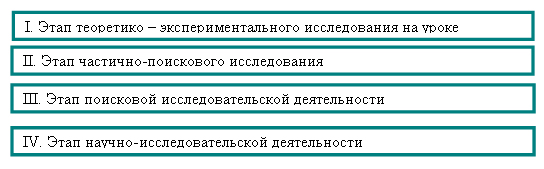 I. Этап теоретико – экспериментального исследования на уроке
II. Этап частично-поискового исследования
III. Этап поисковой исследовательской деятельности
IV. Этап научно-исследовательской деятельности